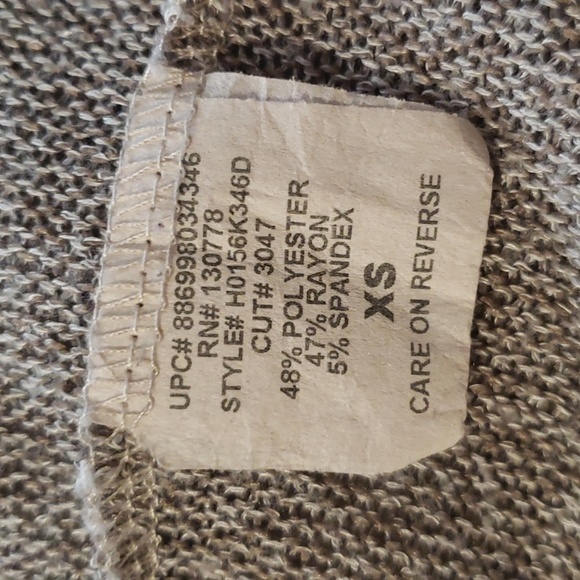 UPC# 886998034346
RN# 130778
STYLE# H0156K346D
CUT# 3047
48% POLYESTER
47% RAYON
5% SPANDEX
XS
CARE ON REVERSE